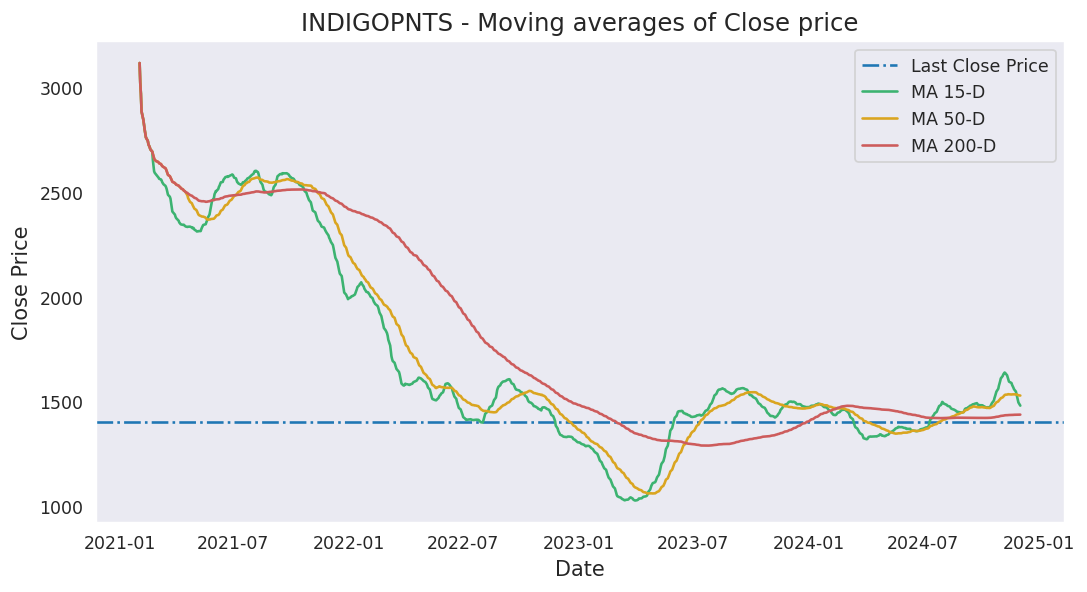 INDIGOPNTS - Moving averages of Close price
Last Close Price
MA 15-D
MA 50-D
MA 200-D
Close Price
3000
2500
2000
1500
1000
2021-01 2021-07 2022-01 2022-07 2023-01 2023-07 2024-01 2024-07 2025-01
Date